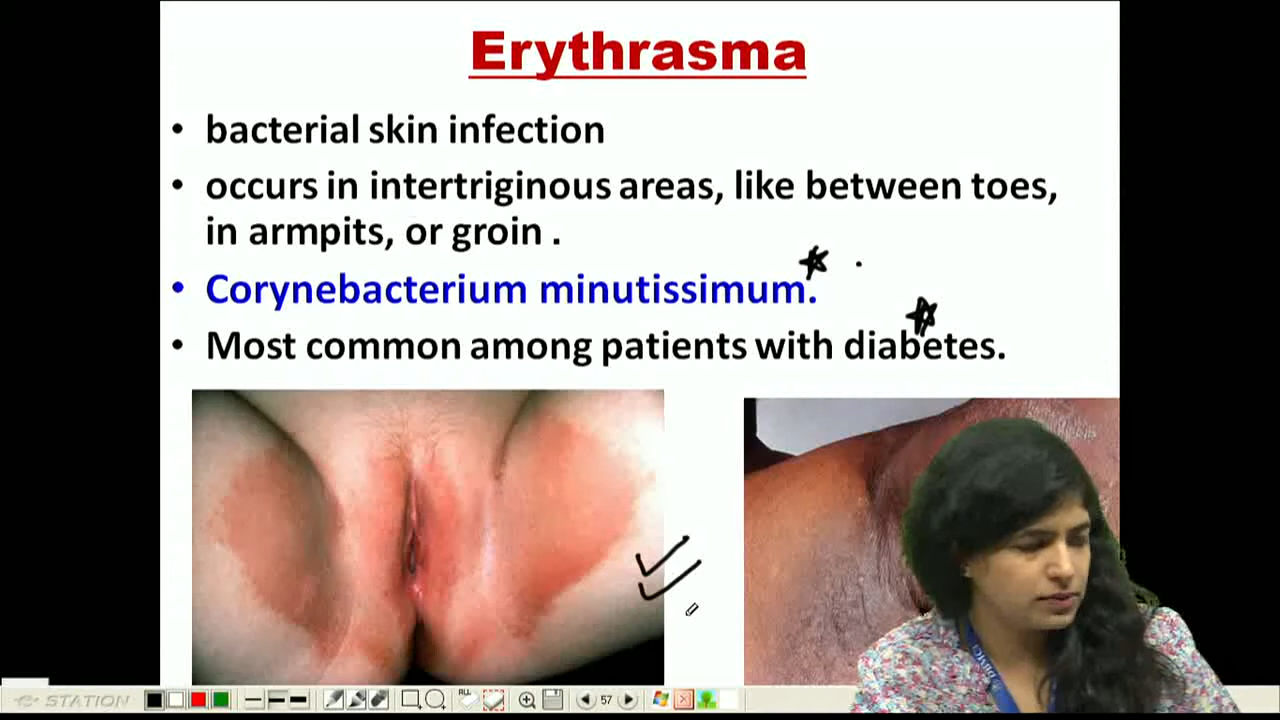 Erythrasma
• bacterial skin infection
• occurs in intertriginous areas, like between toes,
in armpits, or groin .
• Corynebacterium minutissimum.
• Most common among patients with diabetes.
e-STATION
57